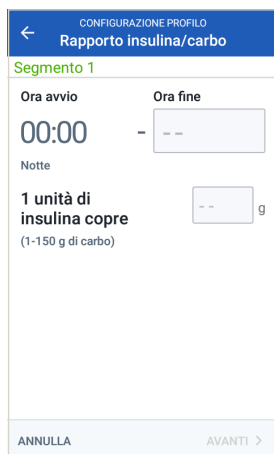 CONFIGURAZIONE PROFILO
Rapporto insulina/carbo
Segmento 1
Ora avvio Ora fine
00:00 - - -
Notte
1 unità di
insulina copre
- - g
(1-150 g di carbo)
ANNULLA AVANTI